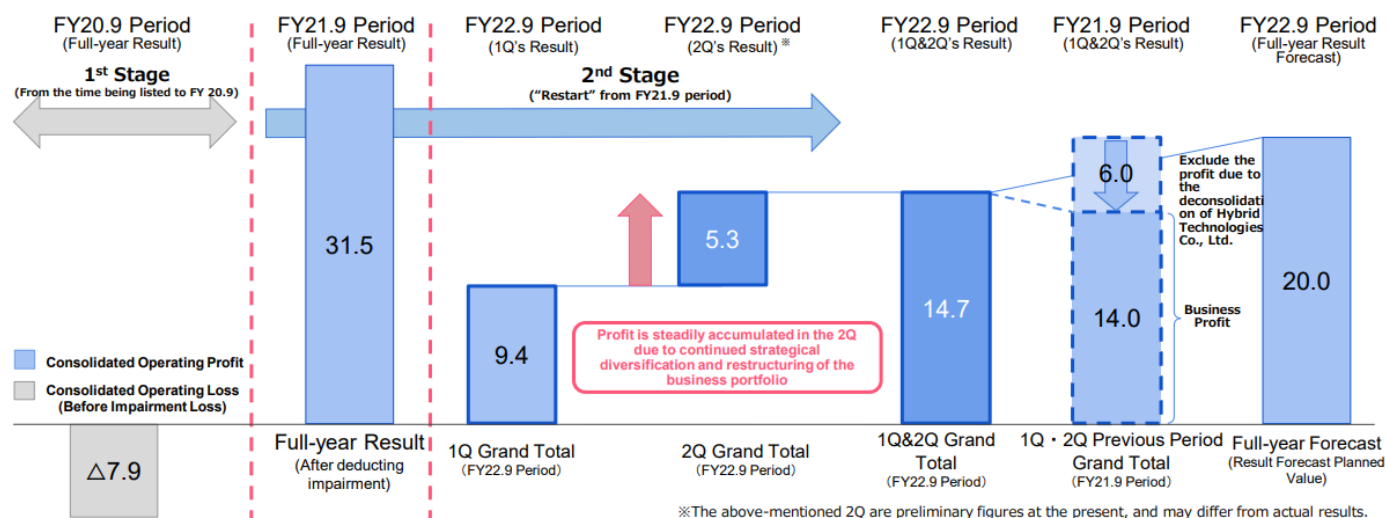 FY20.9 Period
(Full-year Result)
FY21.9 Period
(Full-year Result)
FY22.9 Period
(1Q's Result)
FY22.9 Period
(2Q's Result) ※
FY22.9 Period
(1Q&2Q's Result)
FY21.9 Period
(1Q&2Q's Result)
FY22.9 Period
(Full-year Result
Forecast)
1st Stage
(From the time being listed to FY 20.9)
2nd Stage
("Restart" from FY21.9 period)
31.5
9.4
5.3
14.7
6.0
14.0
20.0
Exclude the
profit due to
the
deconsolidati
on of Hybrid
Technologies
Co., Ltd.
Business
Profit
Profit is steadily accumulated in the 2Q
due to continued strategical
diversification and restructuring of the
business portfolio
Consolidated Operating Profit
Consolidated Operating Loss
(Before Impairment Loss)
△7.9
Full-year Result
(After deducting
impairment)
1Q Grand Total
(FY22.9 Period)
2Q Grand Total
(FY22.9 Period)
1Q&2Q Grand
Total
(FY22.9 Period)
1Q・2Q Previous Period
Grand Total
(FY21.9 Period)
Full-year Forecast
(Result Forecast Planned
Value)
※The above-mentioned 2Q are preliminary figures at the present, and may differ from actual results.